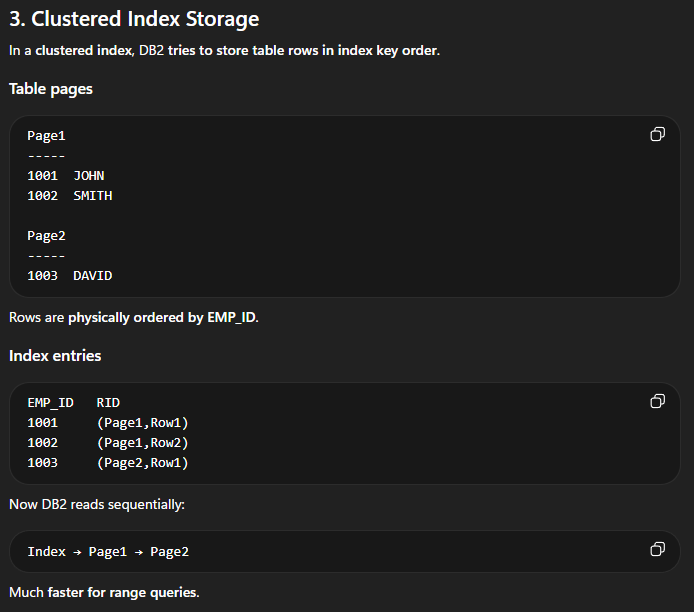 3. Clustered Index Storage
In a clustered index, DB2 tries to store table rows in index key order.
Table pages
Page1
-----
1001  JOHN
1002  SMITH
Page2
-----
1003  DAVID
Rows are physically ordered by EMP_ID.
Index entries
EMP_ID   RID
1001     (Page1,Row1)
1002     (Page1,Row2)
1003     (Page2,Row1)
Now DB2 reads sequentially:
Index → Page1 → Page2
Much faster for range queries.